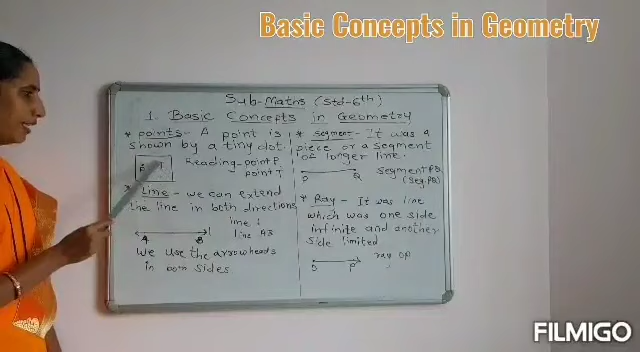 Basic Concepts in Geometry
Sub-Maths (Std-6th)
1. Basic Concepts in Geometry
* points - A point is
shown by a tiny dot.
P T
Reading - point P
point T
* Line - we can extend
the line in both directions
A B l
line l
line AB
We use the arrowheads
in both sides
* Segment - It was a
piece or a segment
of longer line.
P Q
Segment PQ
(Seg. PQ)
* Ray - It was line
which was one side
infinite and another
side limited
O P
ray OP
FILMIGO